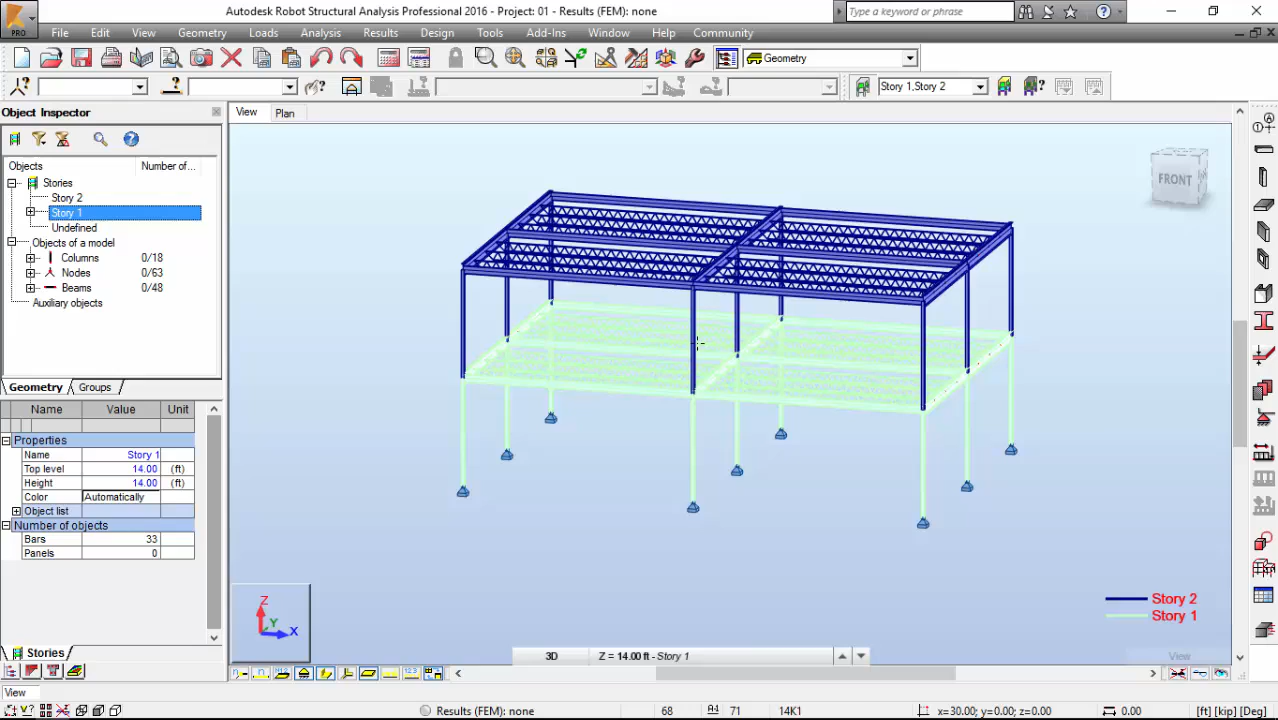 Autodesk Robot Structural Analysis Professional 2016 - Project: 01 - Results (FEM): none
Type a keyword or phrase
PRO
File Edit View Geometry Loads Analysis Results Design Tools Add-Ins Window Help Community
Geometry
Story 1.Story 2
Object Inspector
View Plan
Objects Number of...
Stories
Story 2
Story 1
Undefined
Objects of a model
Columns 0/18
Nodes 0/63
Beams 0/48
Auxiliary objects
FRONT
Geometry Groups
Name Value Unit
Properties
Name Story 1
Top level 14.00 (ft)
Height 14.00 (ft)
Color Automatically
Object list
Number of objects
Bars 33
Panels 0
Z
Y
X
Story 2
Story 1
Stories
3D Z = 14.00 ft - Story 1
View
View
Results (FEM): none 68 71 14K1 x=30.00; y=0.00; z=0.00 0.00 [ft] [kip] [Deg]